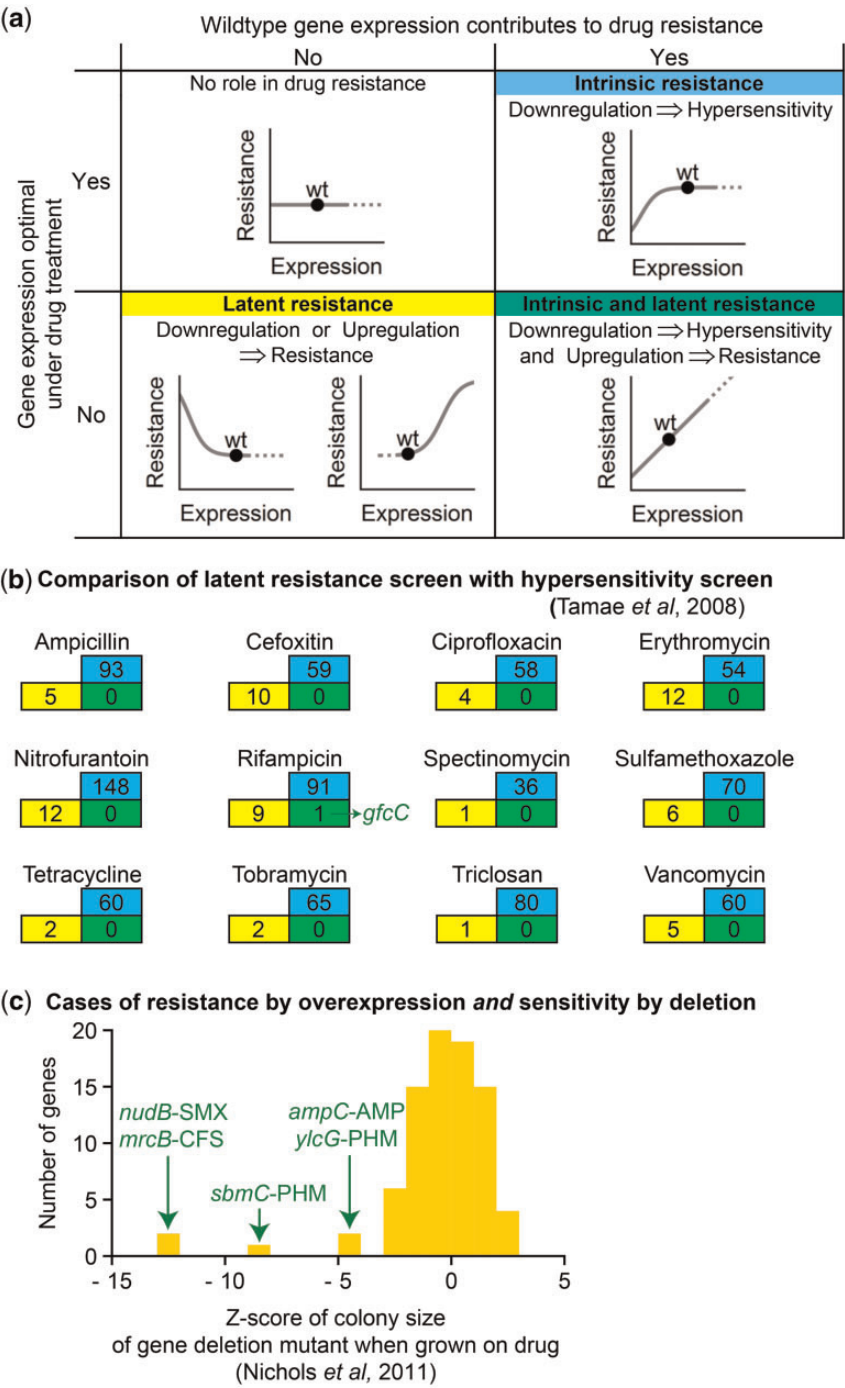 (a)
Wildtype gene expression contributes to drug resistance
No
Yes
Gene expression optimal
under drug treatment
Yes
No role in drug resistance
Resistance
wt
Expression
Intrinsic resistance
Downregulation ⇒ Hypersensitivity
Resistance
wt
Expression
No
Latent resistance
Downregulation or Upregulation
⇒ Resistance
Resistance
wt
Expression
Resistance
wt
Expression
Intrinsic and latent resistance
Downregulation ⇒ Hypersensitivity
and Upregulation ⇒ Resistance
Resistance
wt
Expression
(b) Comparison of latent resistance screen with hypersensitivity screen
(Tamae et al, 2008)
Ampicillin
93
5 0
Cefoxitin
59
10 0
Ciprofloxacin
58
4 0
Erythromycin
54
12 0
Nitrofurantoin
148
12 0
Rifampicin
91
9 1 → gfcC
Spectinomycin
36
1 0
Sulfamethoxazole
70
6 0
Tetracycline
60
2 0
Tobramycin
65
2 0
Triclosan
80
1 0
Vancomycin
60
5 0
(c) Cases of resistance by overexpression and sensitivity by deletion
Number of genes
20
15
10
5
0
nudB-SMX
mrcB-CFS
sbmC-PHM
ampC-AMP
ylcG-PHM
- 15 - 10 - 5 0 5
Z-score of colony size
of gene deletion mutant when grown on drug
(Nichols et al, 2011)